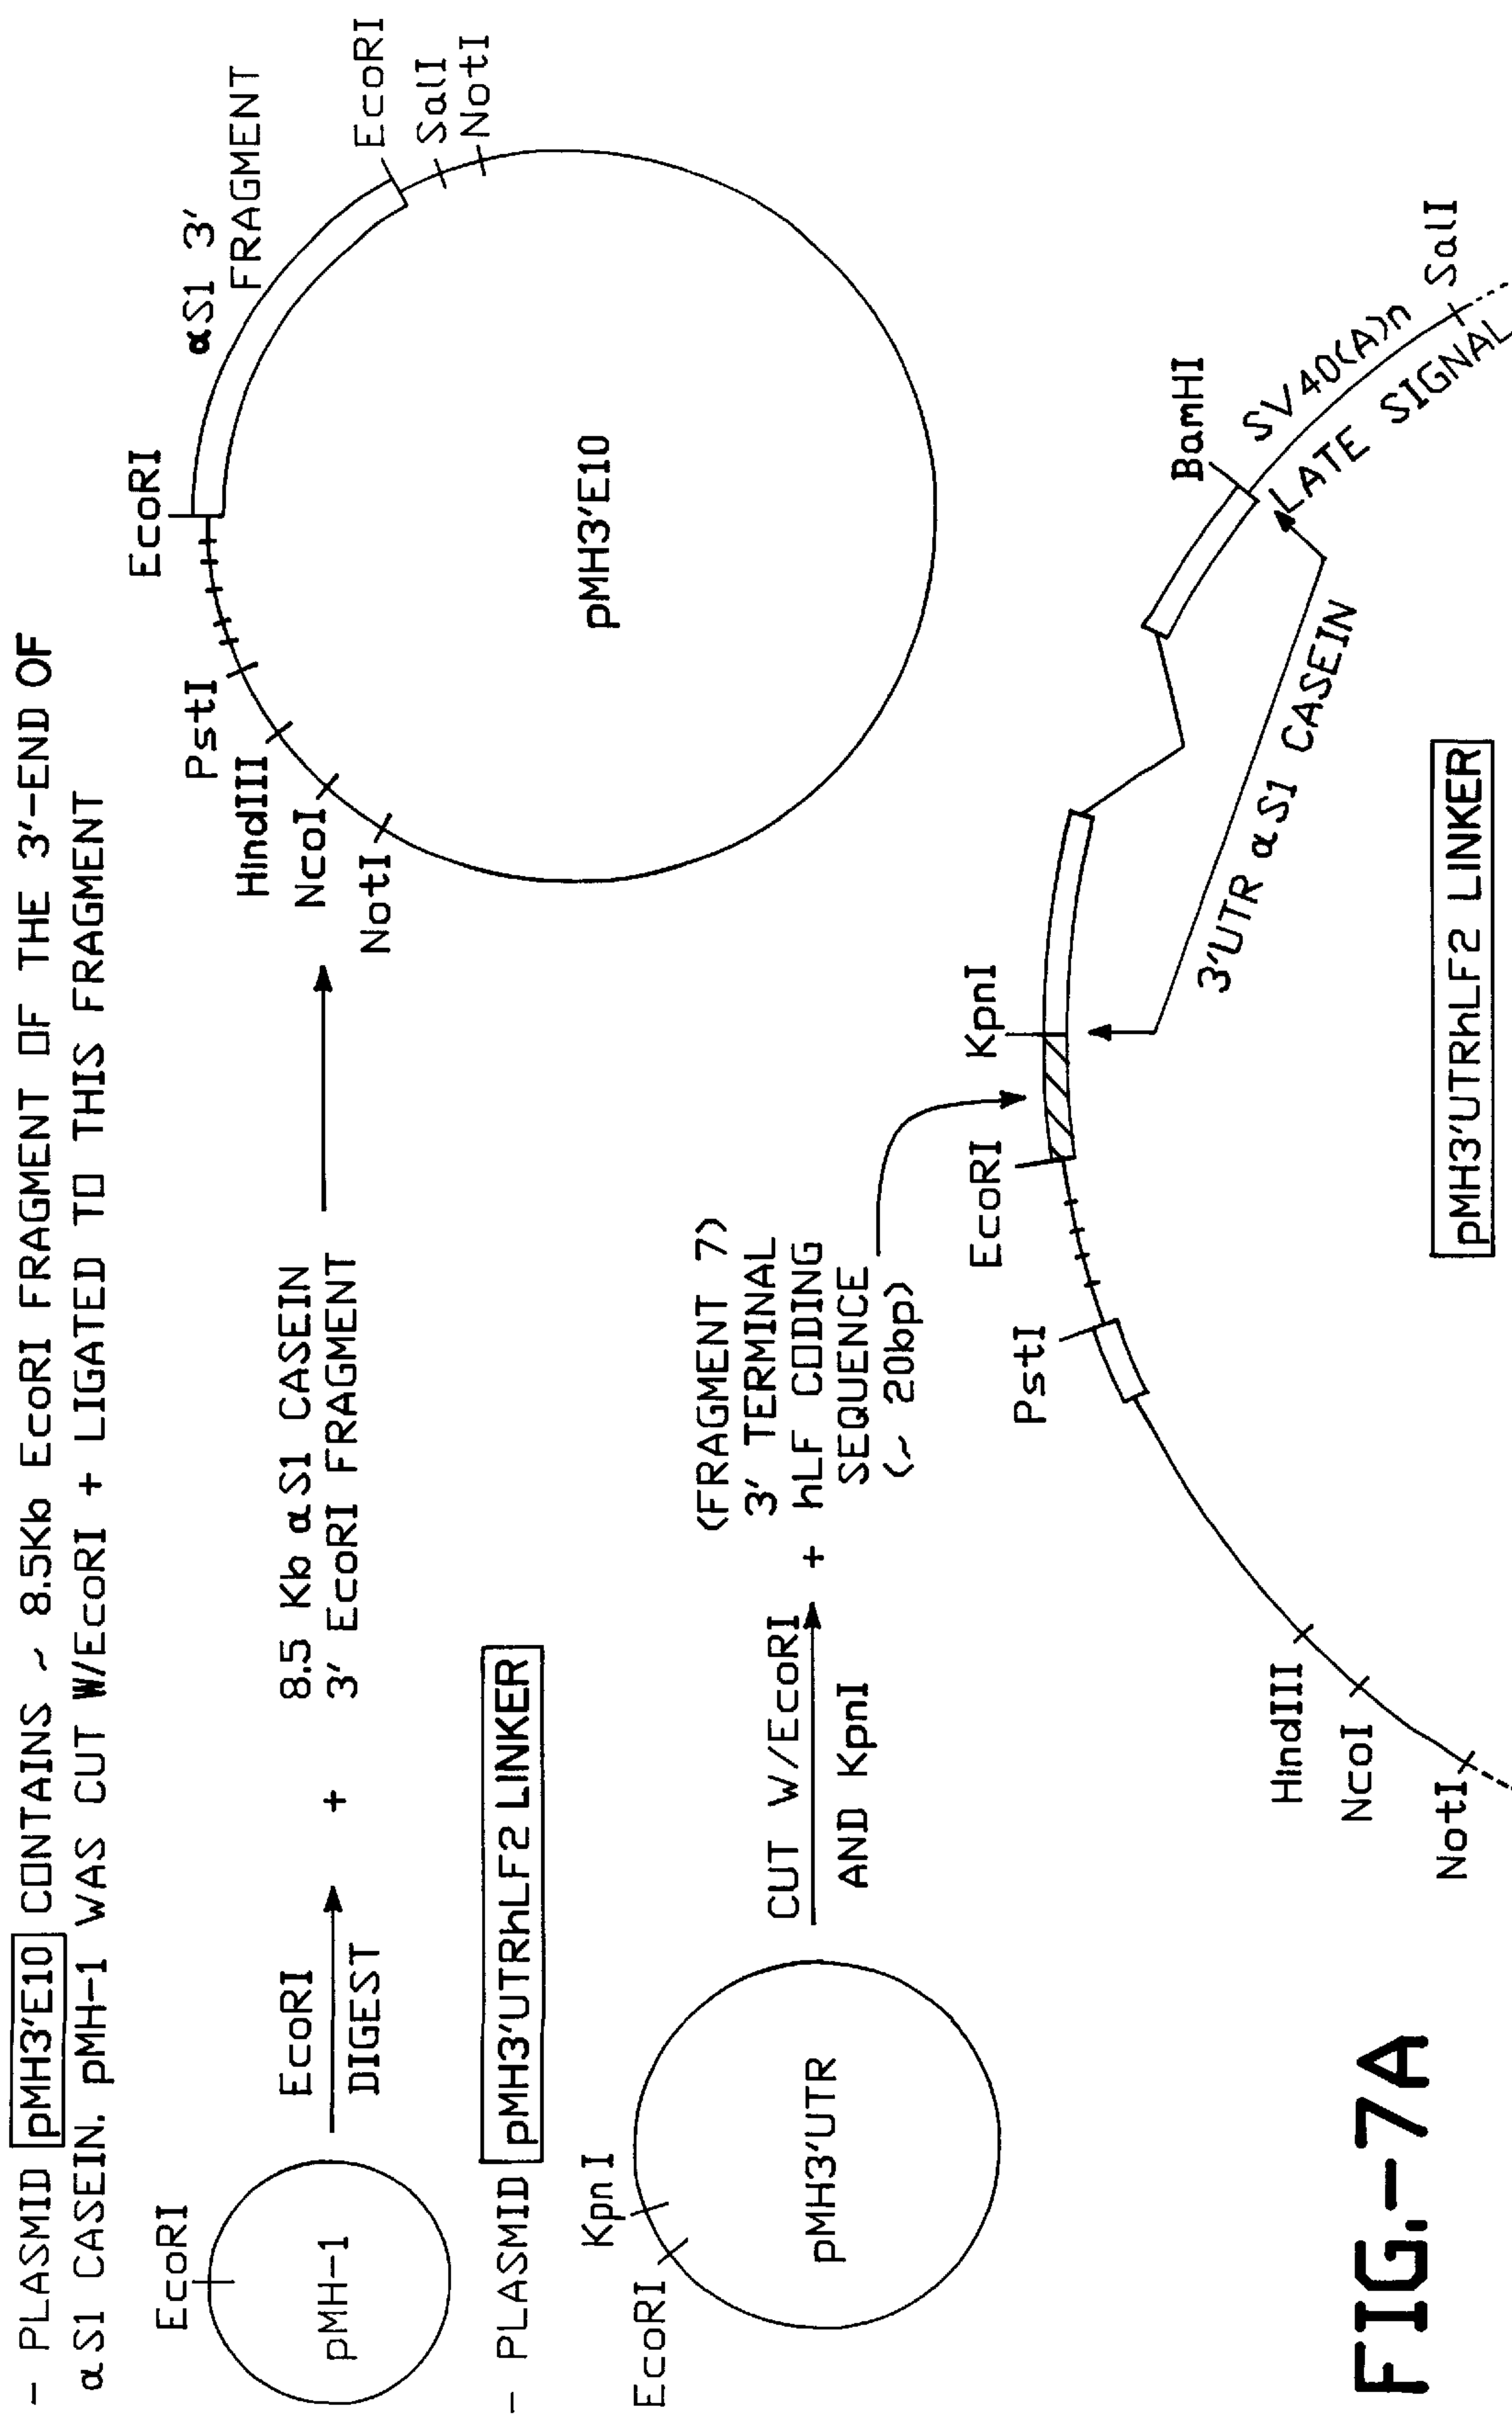 - PLASMID pMH3'E10 CONTAINS ~ 8.5Kb EcoRI FRAGMENT OF THE 3'-END OF
αS1 CASEIN. pMH-1 WAS CUT W/EcoRI + LIGATED TO THIS FRAGMENT
EcoRI
pMH-1
EcoRI
DIGEST
+
8.5 Kb αS1 CASEIN
3' EcoRI FRAGMENT
NotI
NcoI
HindIII
PstI
EcoRI
αS1 3'
FRAGMENT
EcoRI
SalI
NotI
pMH3'E10
- PLASMID pMH3'UTRhLF2 LINKER
EcoRI
KpnI
pMH3'UTR
CUT W/EcoRI
AND KpnI
+
(FRAGMENT 7)
3' TERMINAL
hLF CODING
SEQUENCE
(~ 20bp)
NotI
NcoI
HindIII
PstI
EcoRI
KpnI
3'UTR αS1 CASEIN
BamHI
SV40(A)n
LATE SIGNAL
SalI
pMH3'UTRhLF2 LINKER
FIG.-7A